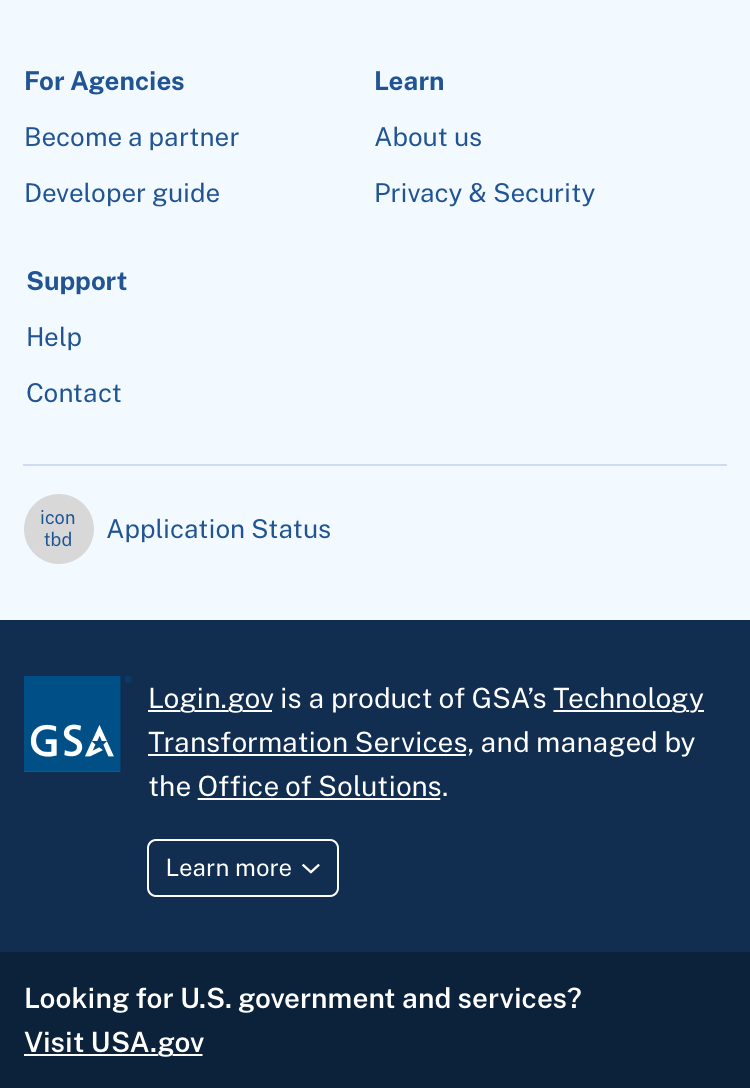 For Agencies
Become a partner
Developer guide
Learn
About us
Privacy & Security
Support
Help
Contact
icon
tbd
Application Status
GSA
Login.gov is a product of GSA’s Technology
Transformation Services, and managed by
the Office of Solutions.
Learn more
Looking for U.S. government and services?
Visit USA.gov